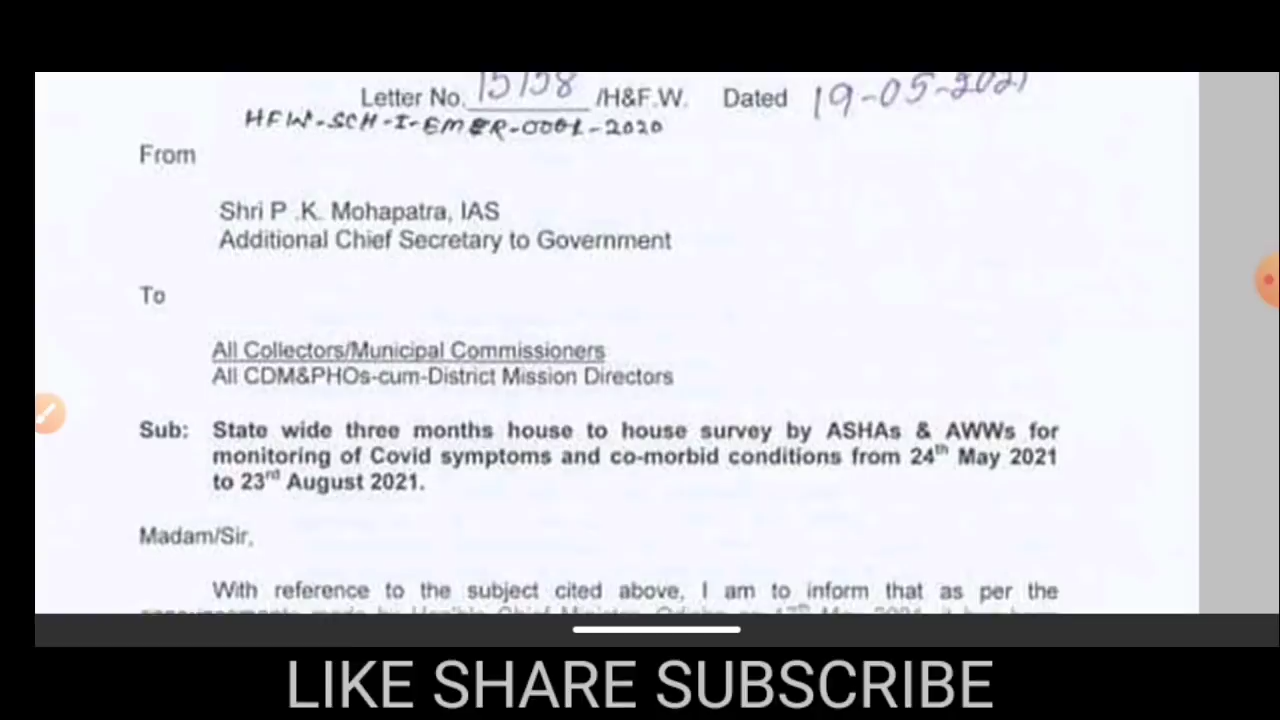 Letter No. 15158 /H&F.W. Dated 19-05-2021
HFW-SCH-I-EMER-0001-2020
From
Shri P .K. Mohapatra, IAS
Additional Chief Secretary to Government
To
All Collectors/Municipal Commissioners
All CDM&PHOs-cum-District Mission Directors
Sub: State wide three months house to house survey by ASHAs & AWWs for
monitoring of Covid symptoms and co-morbid conditions from 24th May 2021
to 23rd August 2021.
Madam/Sir,
With reference to the subject cited above, I am to inform that as per the
LIKE SHARE SUBSCRIBE